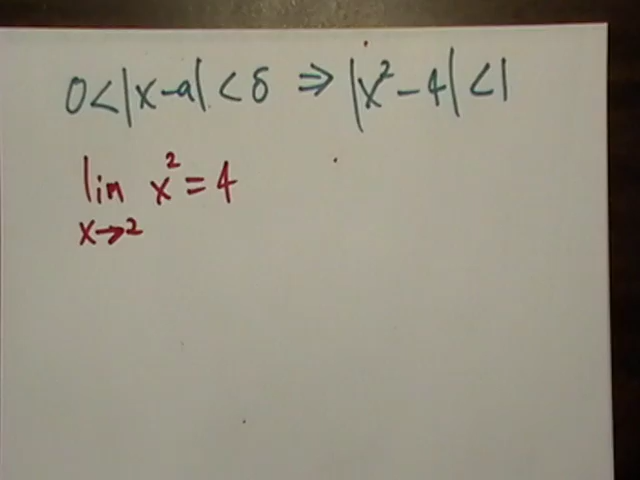 0<|x-a|<δ ⇒ |x²-4|<1
lim x²=4
x→2